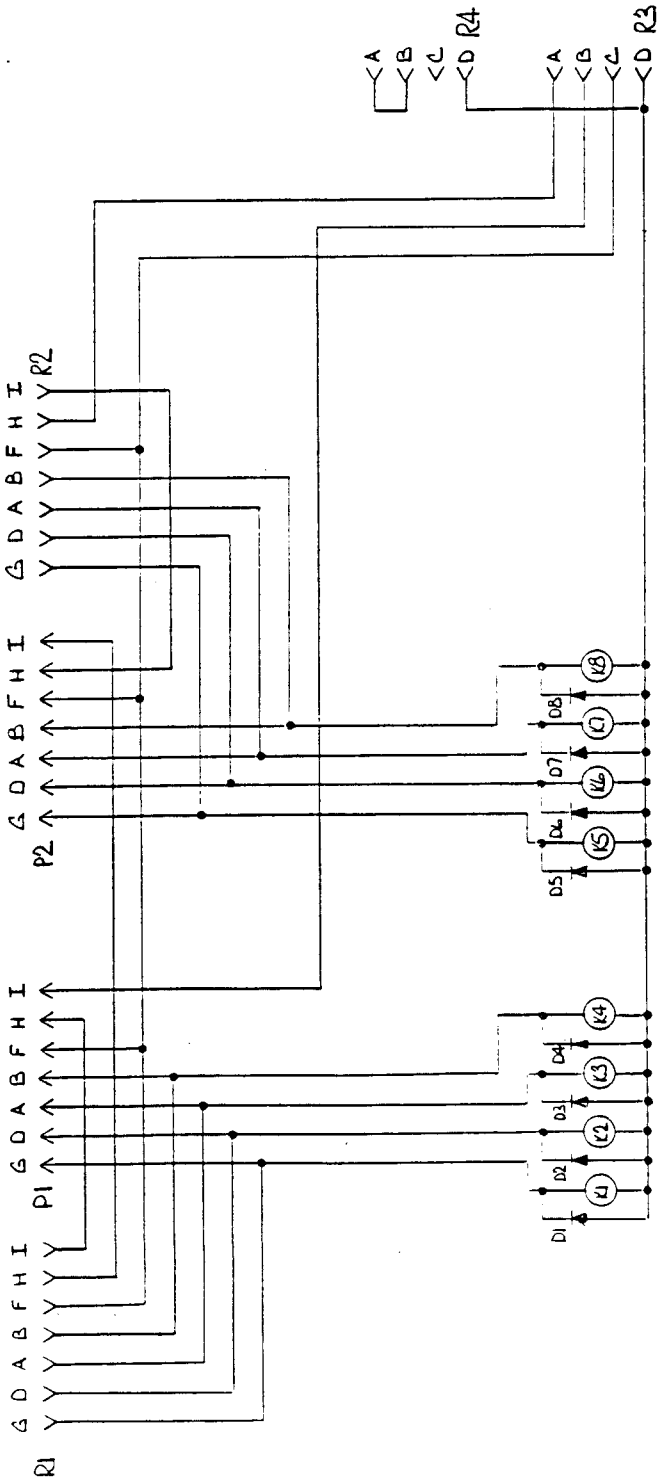 G D A B F H I
R1
G D A B F H I
P1
G D A B F H I
P2
G D A B F H I
R2
A
B
C
D R4
A
B
C
D R3
D1 D2 D3 D4 D5 D6 D7 D8
K1 K2 K3 K4 K5 K6 K7 K8